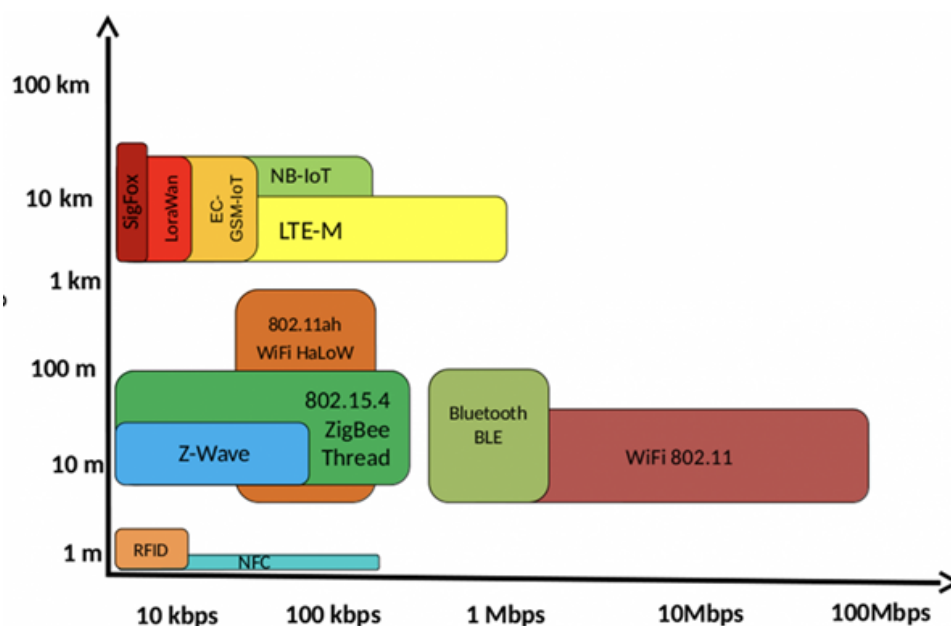 100 km
10 km
1 km
100 m
10 m
1 m
SigFox
LoraWan
EC-
GSM-IoT
NB-IoT
LTE-M
802.11ah
WiFi HaLoW
802.15.4
ZigBee
Thread
Z-Wave
Bluetooth
BLE
WiFi 802.11
RFID
NFC
10 kbps
100 kbps
1 Mbps
10Mbps
100Mbps